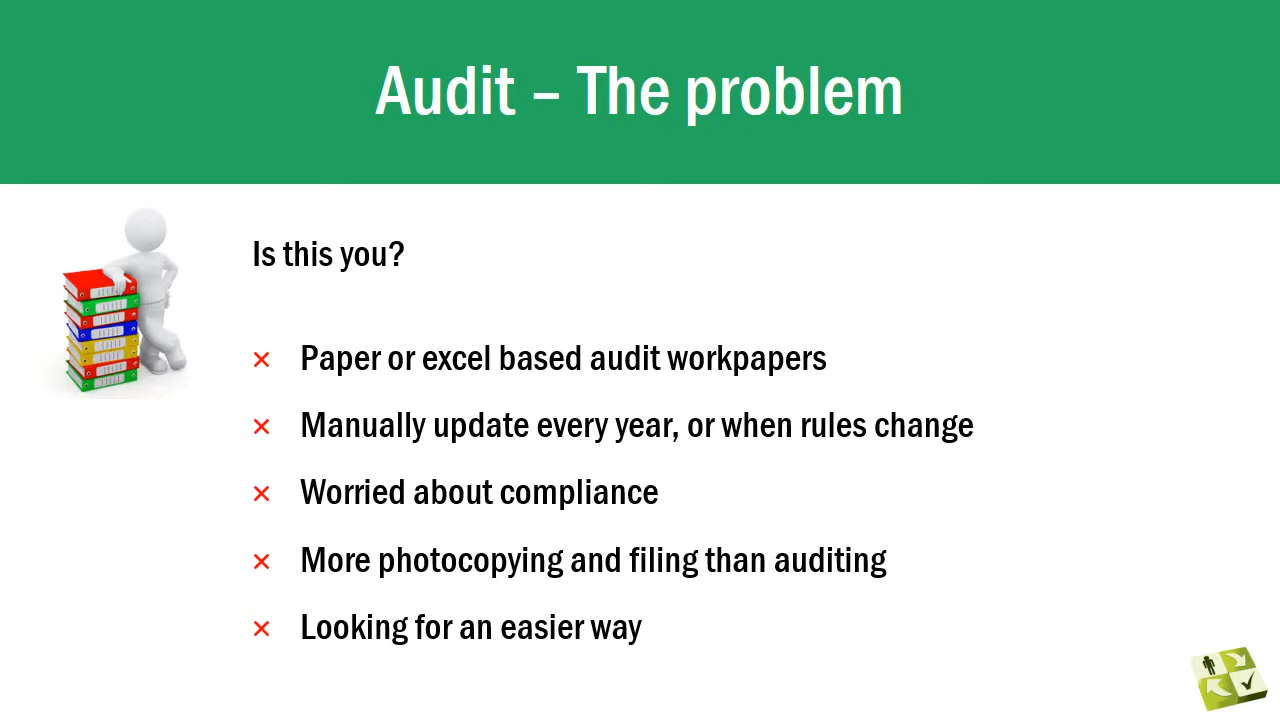 Audit – The problem
Is this you?
× Paper or excel based audit workpapers
× Manually update every year, or when rules change
× Worried about compliance
× More photocopying and filing than auditing
× Looking for an easier way